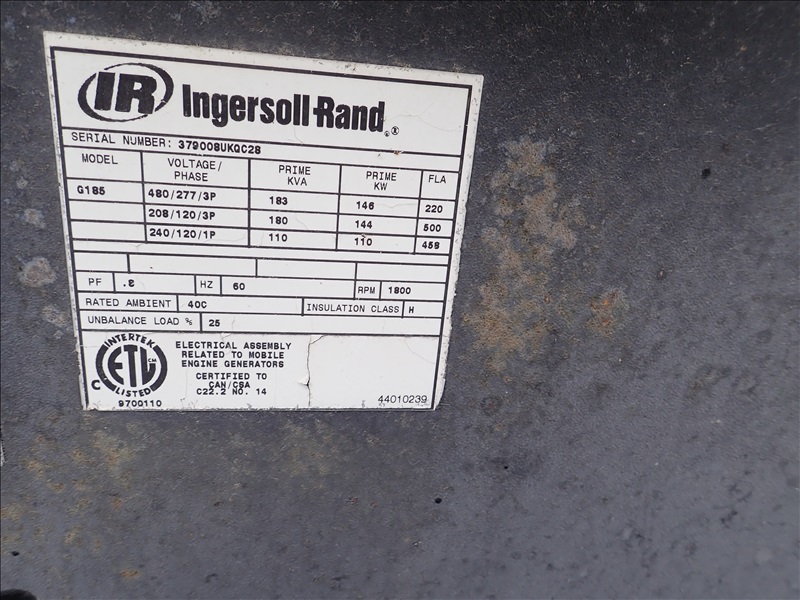 IR Ingersoll-Rand®
SERIAL NUMBER: 379008UKQC28
MODEL VOLTAGE/PHASE PRIME KVA PRIME KW FLA
G185 480/277/3P 183 146 220
208/120/3P 180 144 500
240/120/1P 110 110 458
PF .8 HZ 60 RPM 1800
RATED AMBIENT 40C INSULATION CLASS H
UNBALANCE LOAD % 25
INTERTEK
ETL CM
C LISTED
9700110
ELECTRICAL ASSEMBLY
RELATED TO MOBILE
ENGINE GENERATORS
CERTIFIED TO
CAN/CSA
C22.2 NO. 14
44010239